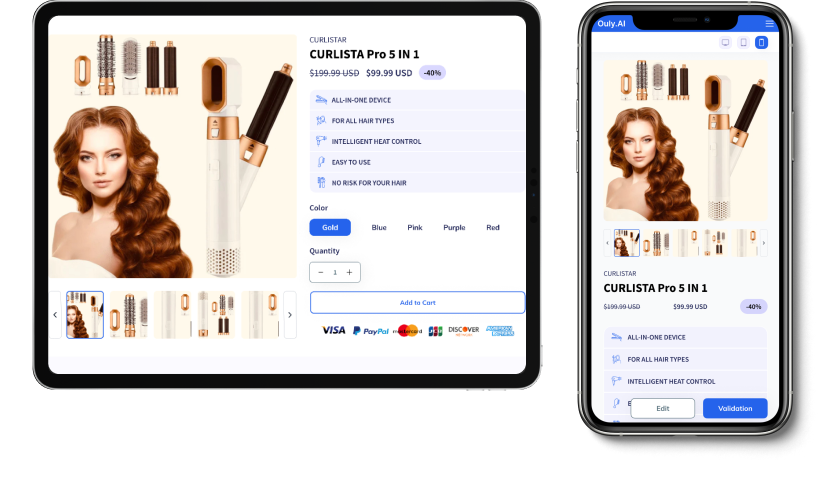 CURLISTAR
CURLISTA Pro 5 IN 1
$199.99 USD $99.99 USD -40%
ALL-IN-ONE DEVICE
FOR ALL HAIR TYPES
INTELLIGENT HEAT CONTROL
EASY TO USE
NO RISK FOR YOUR HAIR
Color
Gold Blue Pink Purple Red
Quantity
− 1 +
Add to Cart
VISA PayPal mastercard JCB DISCOVER AMERICAN EXPRESS
Ouly.AI
CURLISTAR
CURLISTA Pro 5 IN 1
$199.99 USD $99.99 USD -40%
ALL-IN-ONE DEVICE
FOR ALL HAIR TYPES
INTELLIGENT HEAT CONTROL
E
Edit Validation